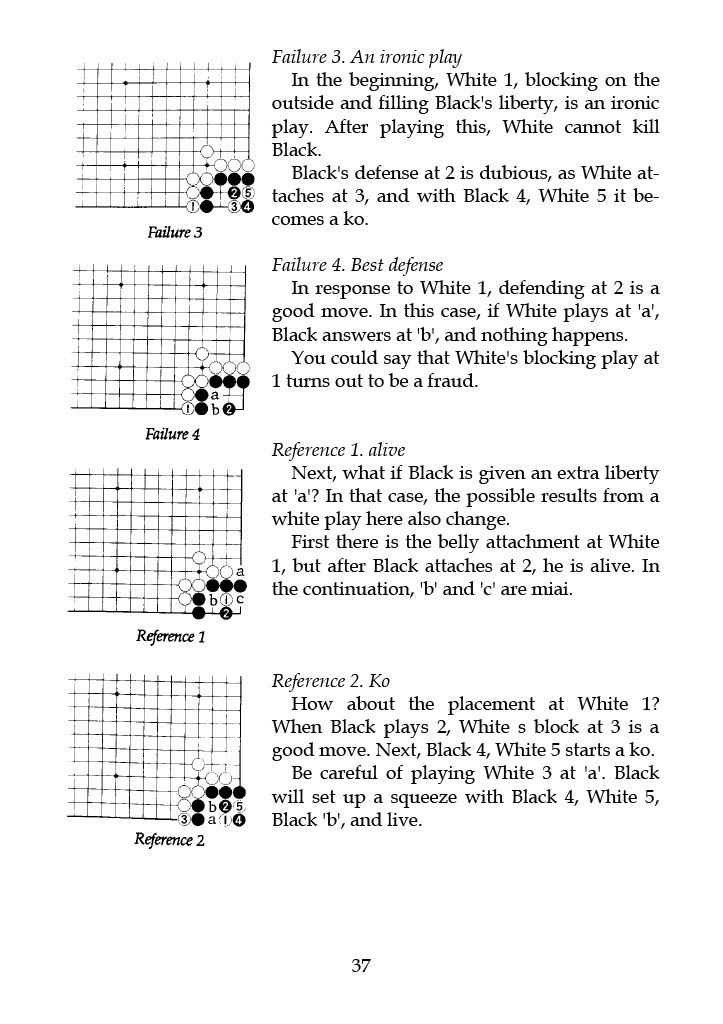 Failure 3. An ironic play
In the beginning, White 1, blocking on the
outside and filling Black's liberty, is an ironic
play. After playing this, White cannot kill
Black.
Black's defense at 2 is dubious, as White at-
taches at 3, and with Black 4, White 5 it be-
comes a ko.
2 5
1 3 4
Failure 3
Failure 4. Best defense
In response to White 1, defending at 2 is a
good move. In this case, if White plays at 'a',
Black answers at 'b', and nothing happens.
You could say that White's blocking play at
1 turns out to be a fraud.
a
1 b 2
Failure 4
Reference 1. alive
Next, what if Black is given an extra liberty
at 'a'? In that case, the possible results from a
white play here also change.
First there is the belly attachment at White
1, but after Black attaches at 2, he is alive. In
the continuation, 'b' and 'c' are miai.
a
b 1 c
2
Reference 1
Reference 2. Ko
How about the placement at White 1?
When Black plays 2, White s block at 3 is a
good move. Next, Black 4, White 5 starts a ko.
Be careful of playing White 3 at 'a'. Black
will set up a squeeze with Black 4, White 5,
Black 'b', and live.
b 2 5
3 a 1 4
Reference 2
37